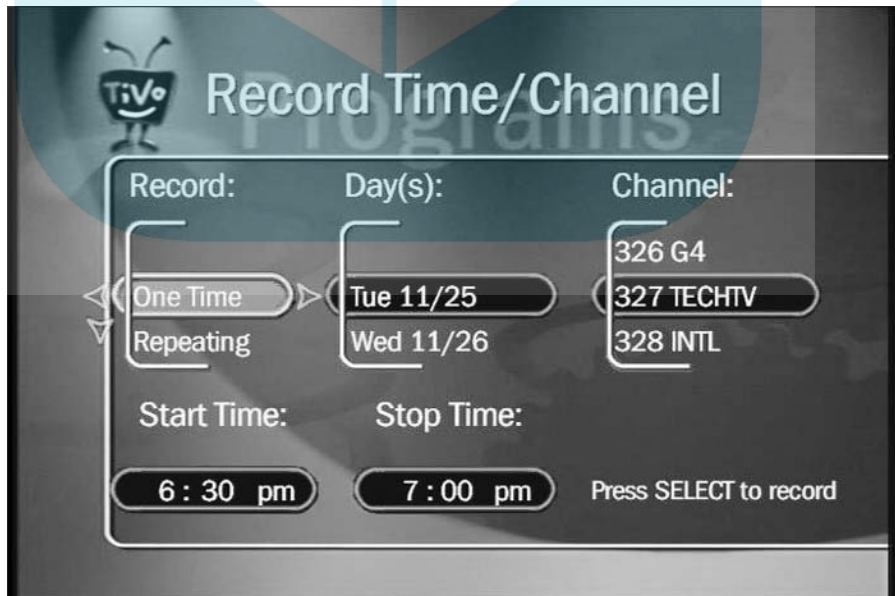 TiVo
Programs
Record Time/Channel
Record: Day(s): Channel:
326 G4
One Time Tue 11/25 327 TECHTV
Repeating Wed 11/26 328 INTL
Start Time: Stop Time:
6 : 30 pm 7 : 00 pm Press SELECT to record